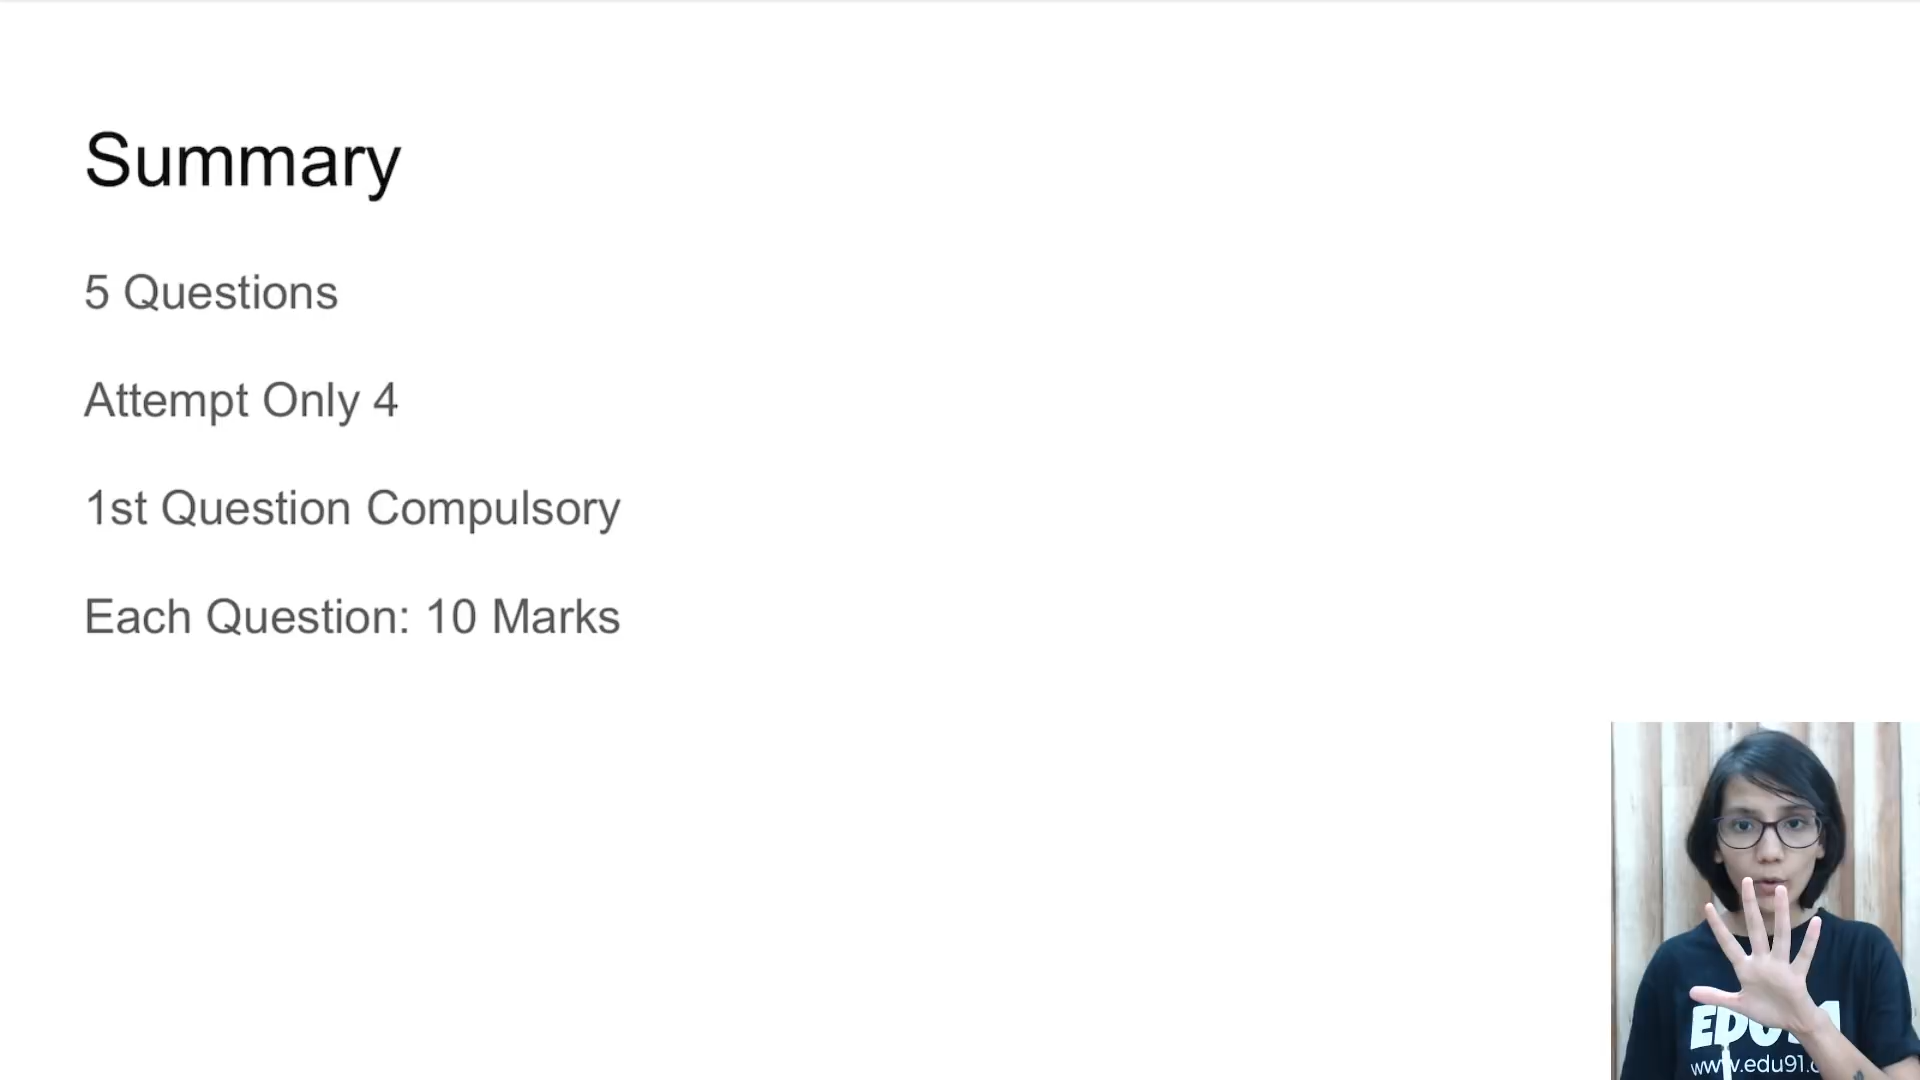 Summary
5 Questions
Attempt Only 4
1st Question Compulsory
Each Question: 10 Marks